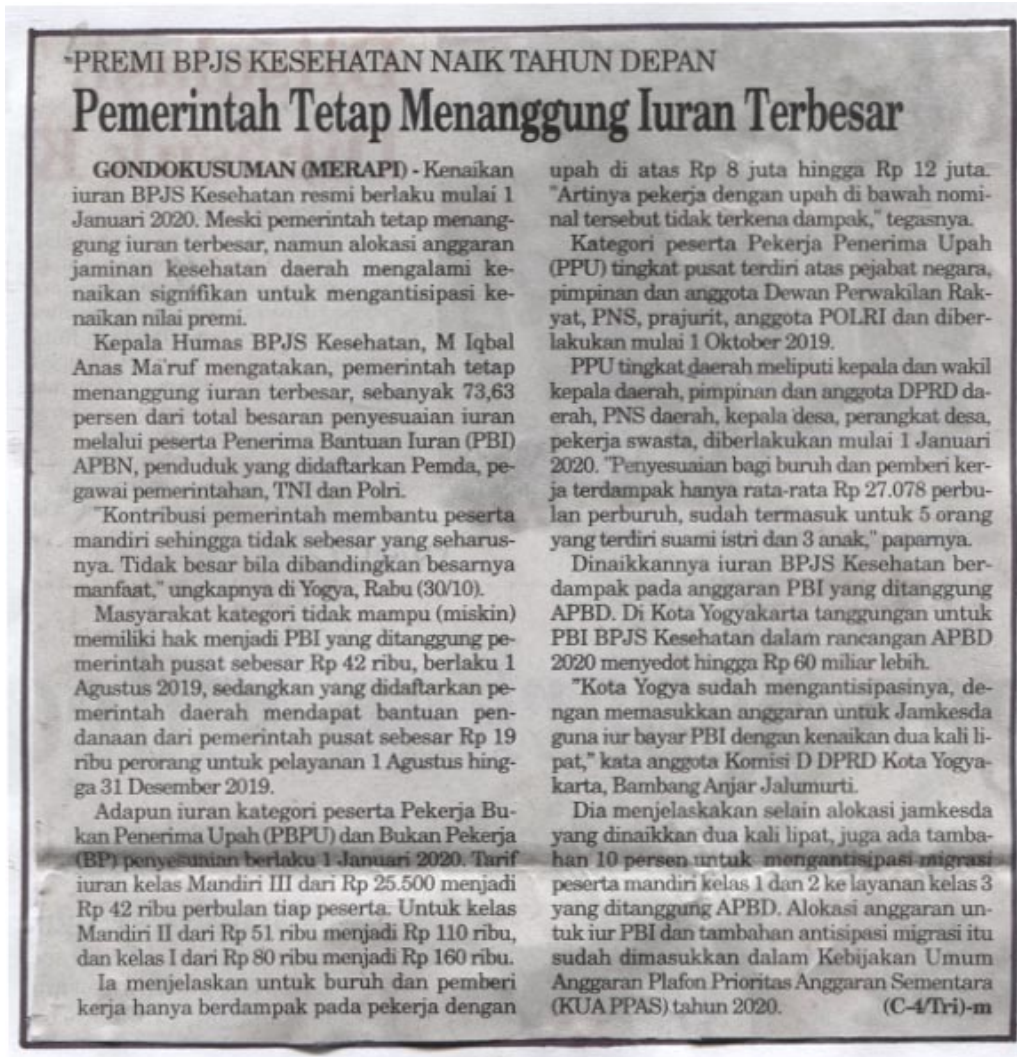 PREMI BPJS KESEHATAN NAIK TAHUN DEPAN
Pemerintah Tetap Menanggung Iuran Terbesar
GONDOKUSUMAN (MERAPI) - Kenaikan
iuran BPJS Kesehatan resmi berlaku mulai 1
Januari 2020. Meski pemerintah tetap menang-
gung iuran terbesar, namun alokasi anggaran
jaminan kesehatan daerah mengalami ke-
naikan signifikan untuk mengantisipasi ke-
naikan nilai premi.
Kepala Humas BPJS Kesehatan, M Iqbal
Anas Ma'ruf mengatakan, pemerintah tetap
menanggung iuran terbesar, sebanyak 73,63
persen dari total besaran penyesuaian iuran
melalui peserta Penerima Bantuan Iuran (PBI)
APBN, penduduk yang didaftarkan Pemda, pe-
gawai pemerintahan, TNI dan Polri.
"Kontribusi pemerintah membantu peserta
mandiri sehingga tidak sebesar yang seharus-
nya. Tidak besar bila dibandingkan besarnya
manfaat," ungkapnya di Yogya, Rabu (30/10).
Masyarakat kategori tidak mampu (miskin)
memiliki hak menjadi PBI yang ditanggung pe-
merintah pusat sebesar Rp 42 ribu, berlaku 1
Agustus 2019, sedangkan yang didaftarkan pe-
merintah daerah mendapat bantuan pen-
danaan dari pemerintah pusat sebesar Rp 19
ribu perorang untuk pelayanan 1 Agustus hing-
ga 31 Desember 2019.
Adapun iuran kategori peserta Pekerja Bu-
kan Penerima Upah (PBPU) dan Bukan Pekerja
(BP) penyesuaian berlaku 1 Januari 2020. Tarif
iuran kelas Mandiri III dari Rp 25.500 menjadi
Rp 42 ribu perbulan tiap peserta. Untuk kelas
Mandiri II dari Rp 51 ribu menjadi Rp 110 ribu,
dan kelas I dari Rp 80 ribu menjadi Rp 160 ribu.
Ia menjelaskan untuk buruh dan pemberi
kerja hanya berdampak pada pekerja dengan
upah di atas Rp 8 juta hingga Rp 12 juta.
"Artinya pekerja dengan upah di bawah nomi-
nal tersebut tidak terkena dampak," tegasnya.
Kategori peserta Pekerja Penerima Upah
(PPU) tingkat pusat terdiri atas pejabat negara,
pimpinan dan anggota Dewan Perwakilan Rak-
yat, PNS, prajurit, anggota POLRI dan diber-
lakukan mulai 1 Oktober 2019.
PPU tingkat daerah meliputi kepala dan wakil
kepala daerah, pimpinan dan anggota DPRD da-
erah, PNS daerah, kepala desa, perangkat desa,
pekerja swasta, diberlakukan mulai 1 Januari
2020. "Penyesuaian bagi buruh dan pemberi ker-
ja terdampak hanya rata-rata Rp 27.078 perbu-
lan perburuh, sudah termasuk untuk 5 orang
yang terdiri suami istri dan 3 anak," paparnya.
Dinaikkannya iuran BPJS Kesehatan ber-
dampak pada anggaran PBI yang ditanggung
APBD. Di Kota Yogyakarta tanggungan untuk
PBI BPJS Kesehatan dalam rancangan APBD
2020 menyedot hingga Rp 60 miliar lebih.
"Kota Yogya sudah mengantisipasinya, de-
ngan memasukkan anggaran untuk Jamkesda
guna iur bayar PBI dengan kenaikan dua kali li-
pat," kata anggota Komisi D DPRD Kota Yogya-
karta, Bambang Anjar Jalumurti.
Dia menjelaskakan selain alokasi jamkesda
yang dinaikkan dua kali lipat, juga ada tamba-
han 10 persen untuk mengantisipasi migrasi
peserta mandiri kelas 1 dan 2 ke layanan kelas 3
yang ditanggung APBD. Alokasi anggaran un-
tuk iur PBI dan tambahan antisipasi migrasi itu
sudah dimasukkan dalam Kebijakan Umum
Anggaran Plafon Prioritas Anggaran Sementara
(KUA PPAS) tahun 2020. (C-4/Tri)-m